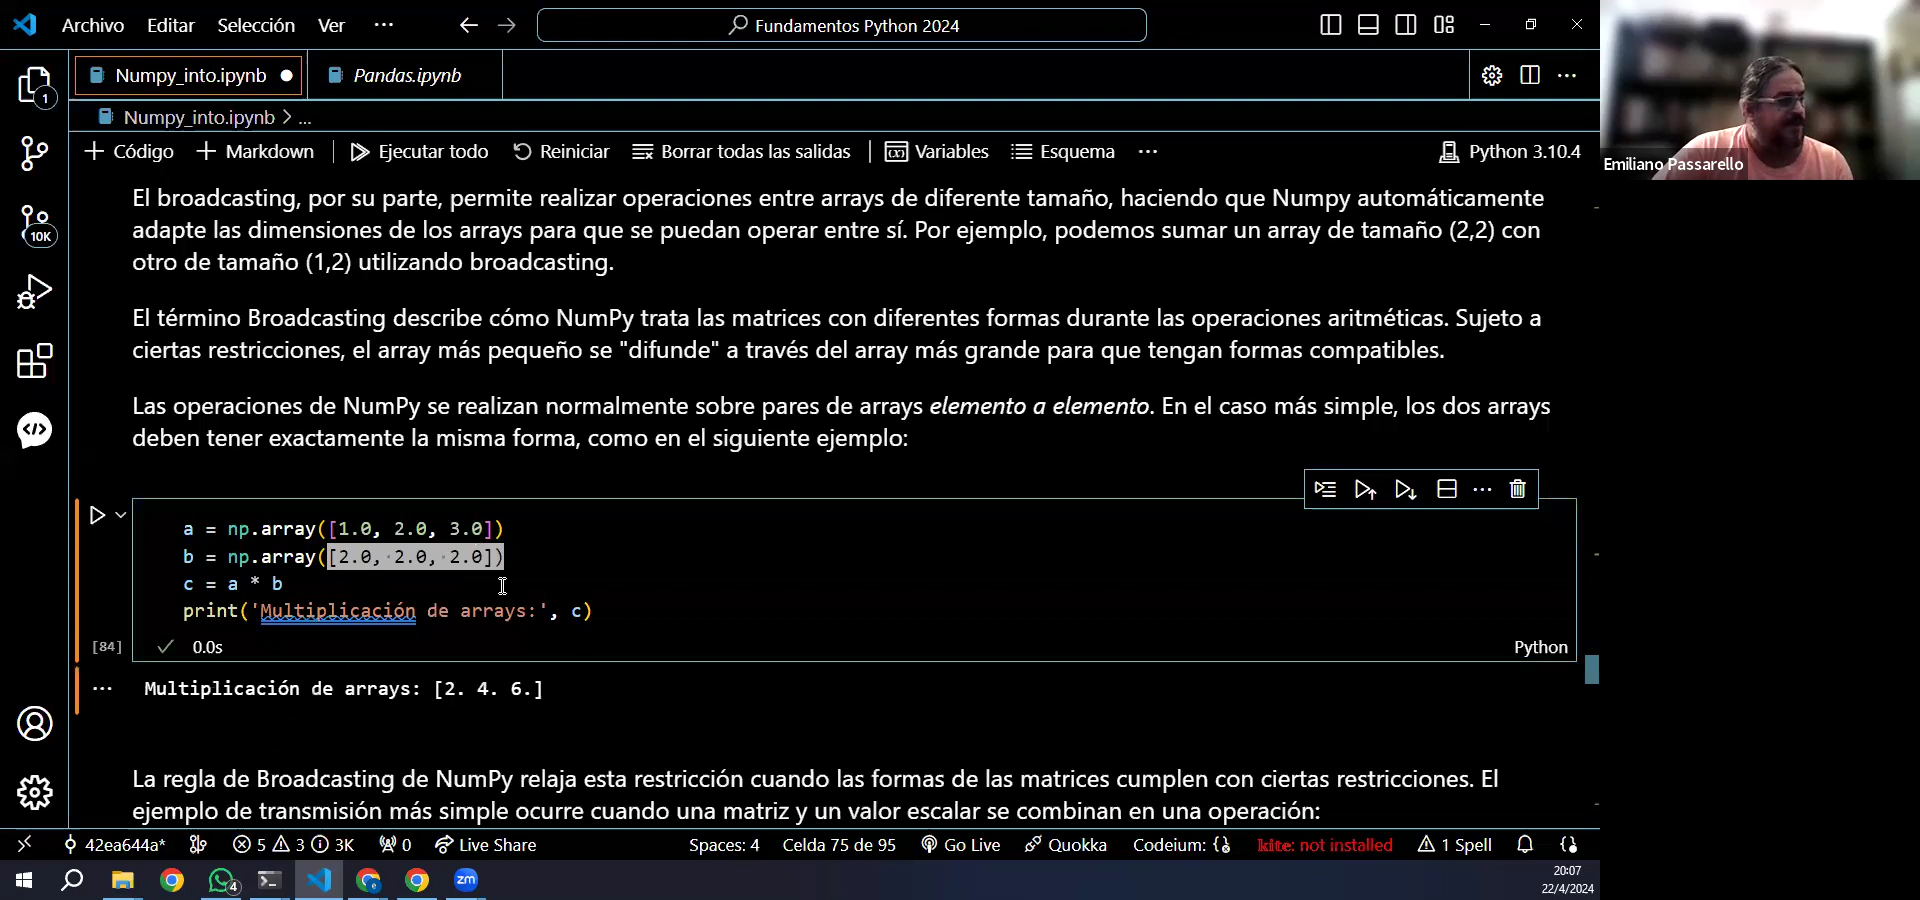 Archivo Editar Selección Ver ···
Fundamentos Python 2024
Numpy_into.ipynb
Pandas.ipynb
1
Numpy_into.ipynb > ...
Código Markdown Ejecutar todo Reiniciar Borrar todas las salidas Variables Esquema ··· Python 3.10.4
Emiliano Passarello
El broadcasting, por su parte, permite realizar operaciones entre arrays de diferente tamaño, haciendo que Numpy automáticamente
adapte las dimensiones de los arrays para que se puedan operar entre sí. Por ejemplo, podemos sumar un array de tamaño (2,2) con
otro de tamaño (1,2) utilizando broadcasting.
10K
El término Broadcasting describe cómo NumPy trata las matrices con diferentes formas durante las operaciones aritméticas. Sujeto a
ciertas restricciones, el array más pequeño se "difunde" a través del array más grande para que tengan formas compatibles.
Las operaciones de NumPy se realizan normalmente sobre pares de arrays elemento a elemento. En el caso más simple, los dos arrays
deben tener exactamente la misma forma, como en el siguiente ejemplo:
a = np.array([1.0, 2.0, 3.0])
b = np.array([2.0, 2.0, 2.0])
c = a * b
print('Multiplicación de arrays:', c)
[84] 0.0s Python
··· Multiplicación de arrays: [2. 4. 6.]
La regla de Broadcasting de NumPy relaja esta restricción cuando las formas de las matrices cumplen con ciertas restricciones. El
ejemplo de transmisión más simple ocurre cuando una matriz y un valor escalar se combinan en una operación:
42ea644a* 5 3 3K 0 Live Share Spaces: 4 Celda 75 de 95 Go Live Quokka Codeium: {} kite: not installed 1 Spell
4
zm
20:07
22/4/2024